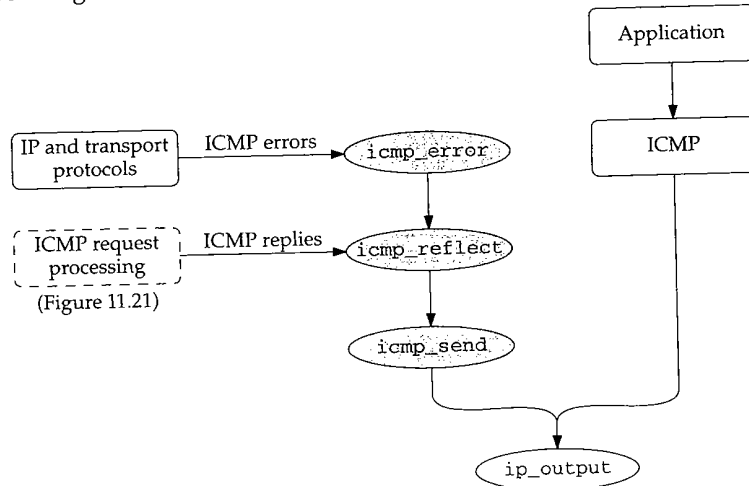 Application
IP and transport
protocols
ICMP errors
icmp_error
ICMP
ICMP request
processing
ICMP replies
icmp_reflect
(Figure 11.21)
icmp_send
ip_output